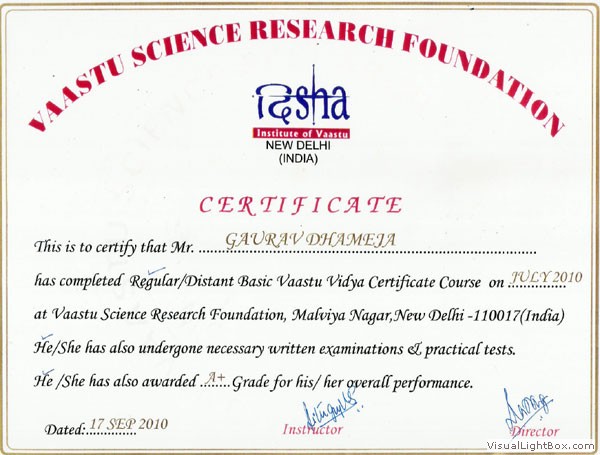 VAASTU SCIENCE RESEARCH FOUNDATION
दिsha
Institute of Vaastu
NEW DELHI
(INDIA)
CERTIFICATE
This is to certify that Mr. GAURAV DHAMEJA
has completed Regular/Distant Basic Vaastu Vidya Certificate Course on JULY 2010
at Vaastu Science Research Foundation, Malviya Nagar,New Delhi -110017(India)
He/She has also undergone necessary written examinations & practical tests.
He /She has also awarded A+ Grade for his/ her overall performance.
Dated: 17 SEP 2010 Instructor Director
VisualLightBox.com